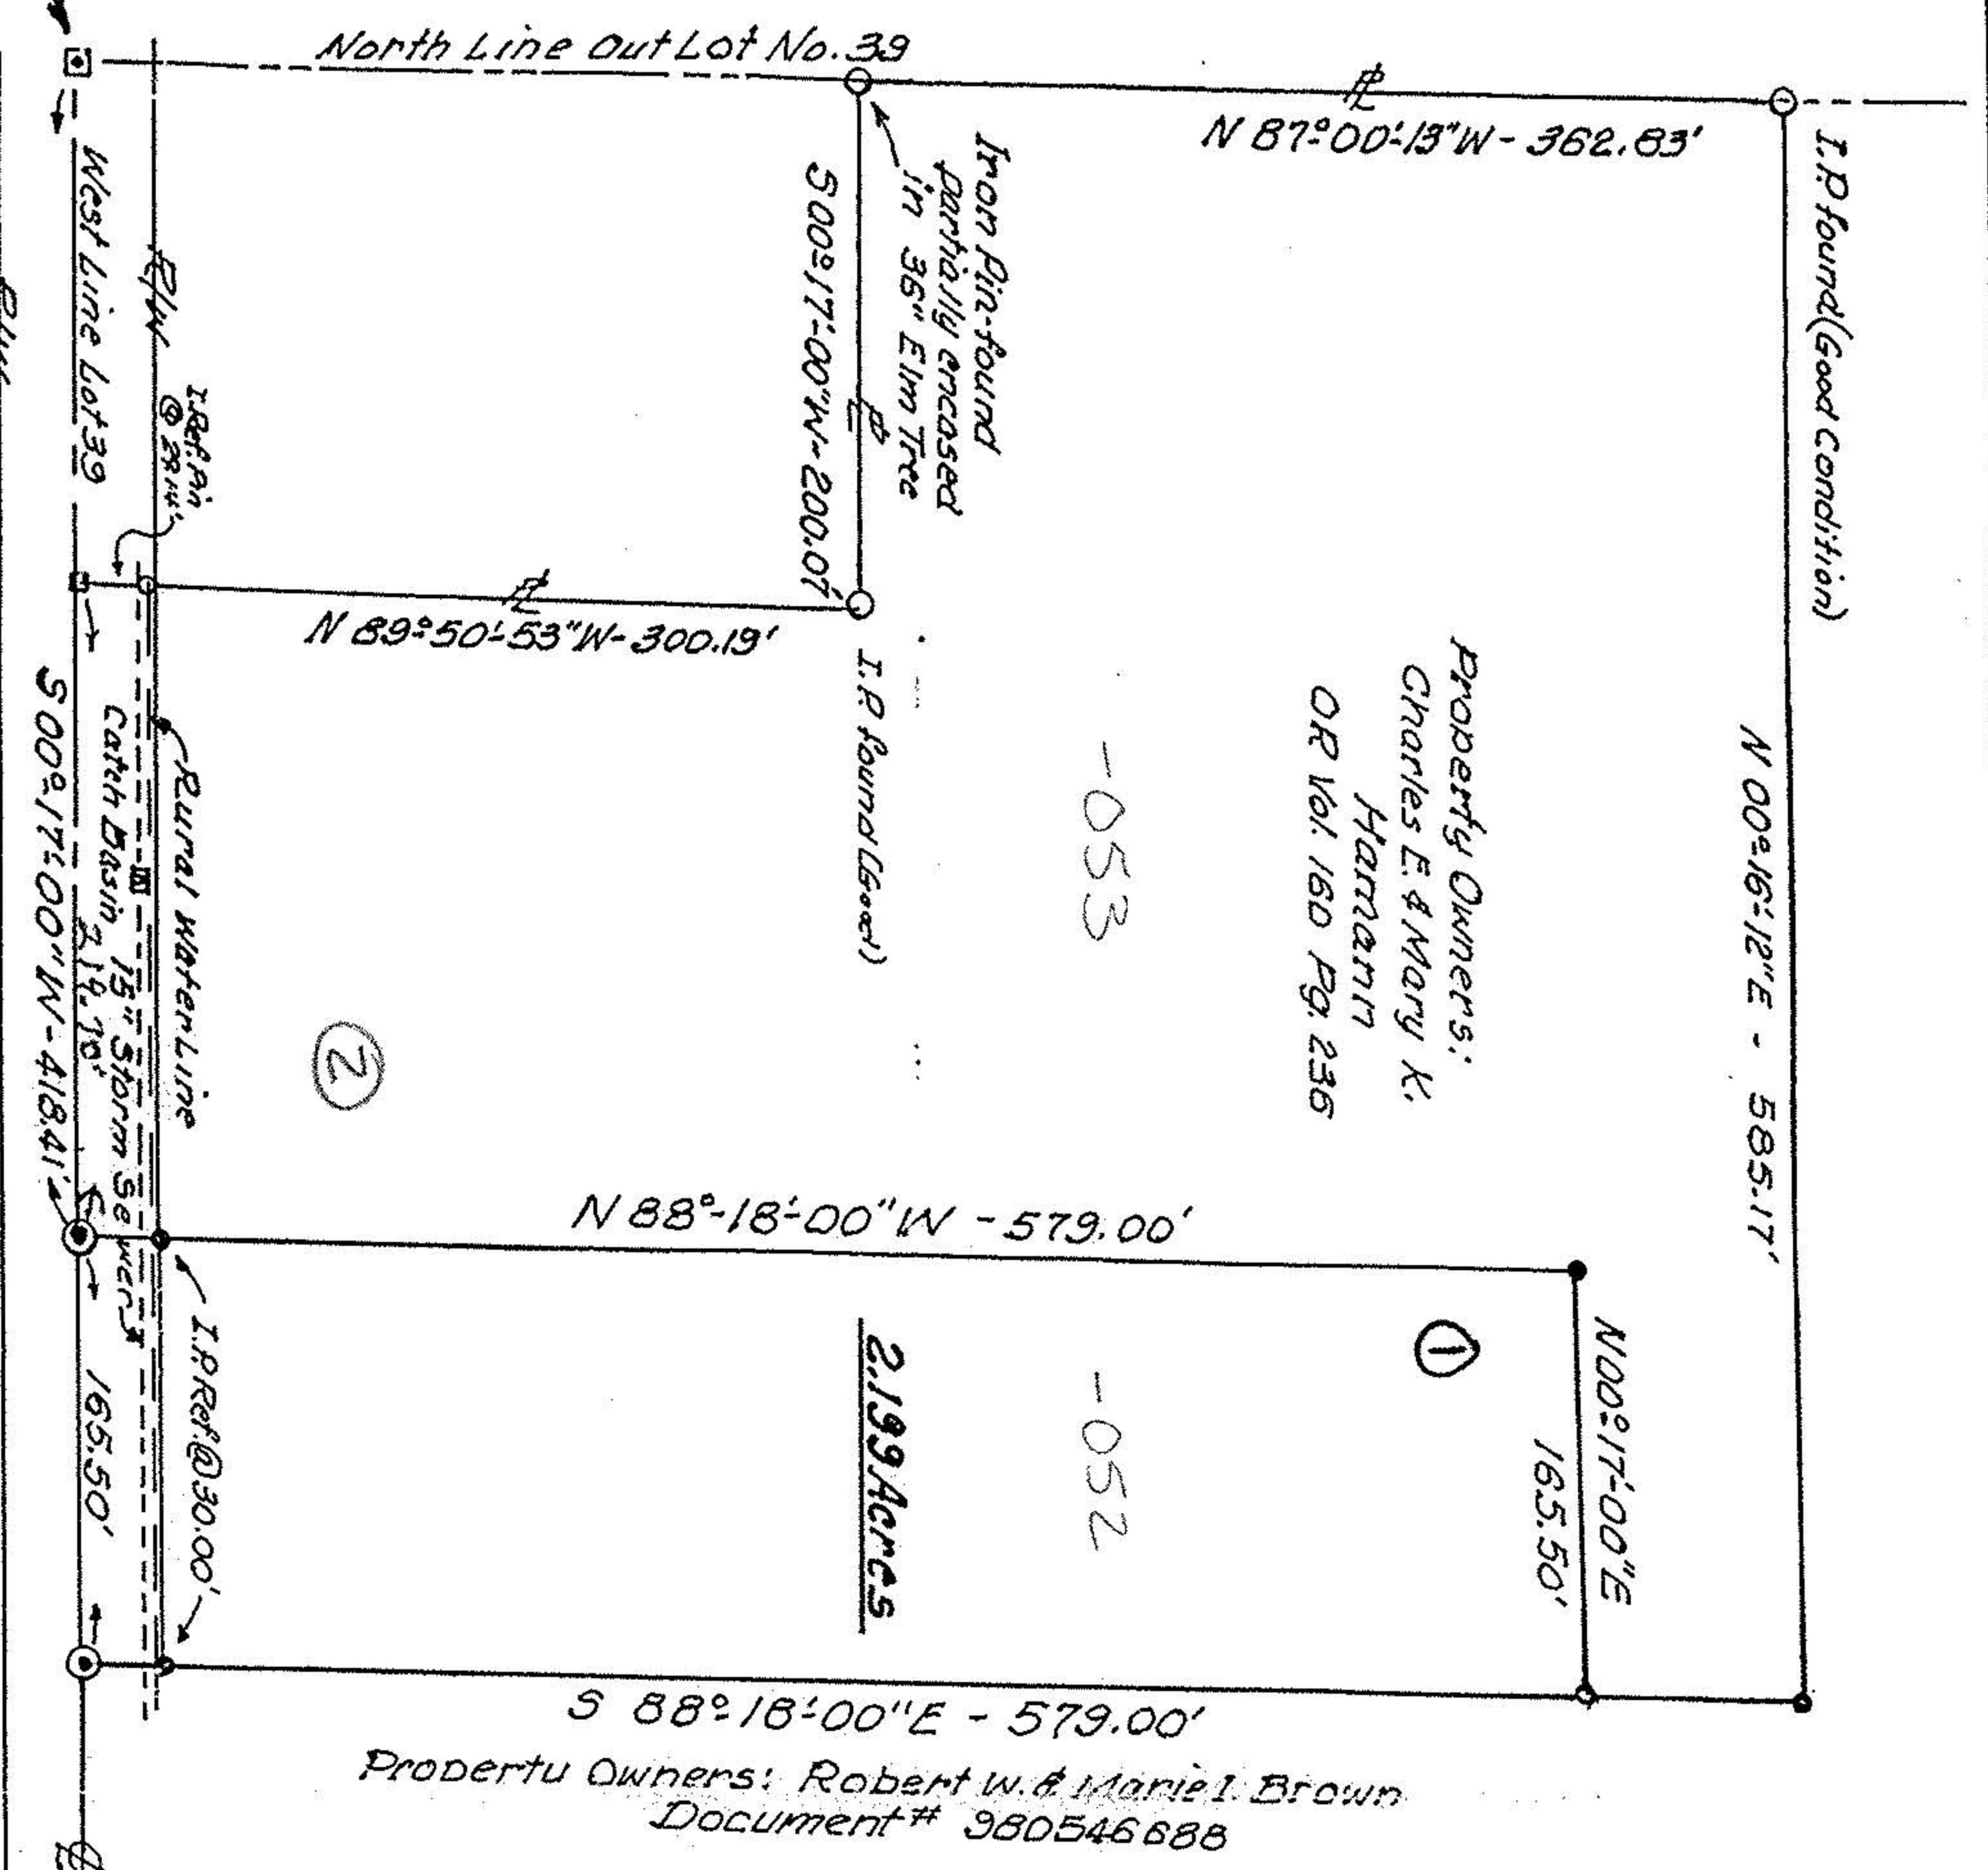 North Line Out Lot No. 39
N 87°-00'-13"W - 362.83'
I.P. found (Good Condition)
Iron Pin-found
partially encased
in 36" Elm Tree
S 00°-17'-00"W - 200.01'
West Line Lot 39
R/W
I.Ref.Pin
N 89°-50'-53"W - 300.19'
I.P. found (Good)
Property Owners:
Charles E. & Mary K.
Hamann
OR Vol. 160 Pg. 236
-053
N 00°-16'-12"E - 585.17'
Rural Water Line
Catch Basin
15" Storm Sewer
214.70'
S 00°-17'-00"W - 418.41'
2
N 88°-18'-00"W - 579.00'
1
N 00°-17'-00"E
165.50'
2.199 Acres
-052
I.P. Ref. @ 30.00'
165.50'
S 88°-18'-00"E - 579.00'
Property Owners: Robert W. & Marie I. Brown
Document # 980546688